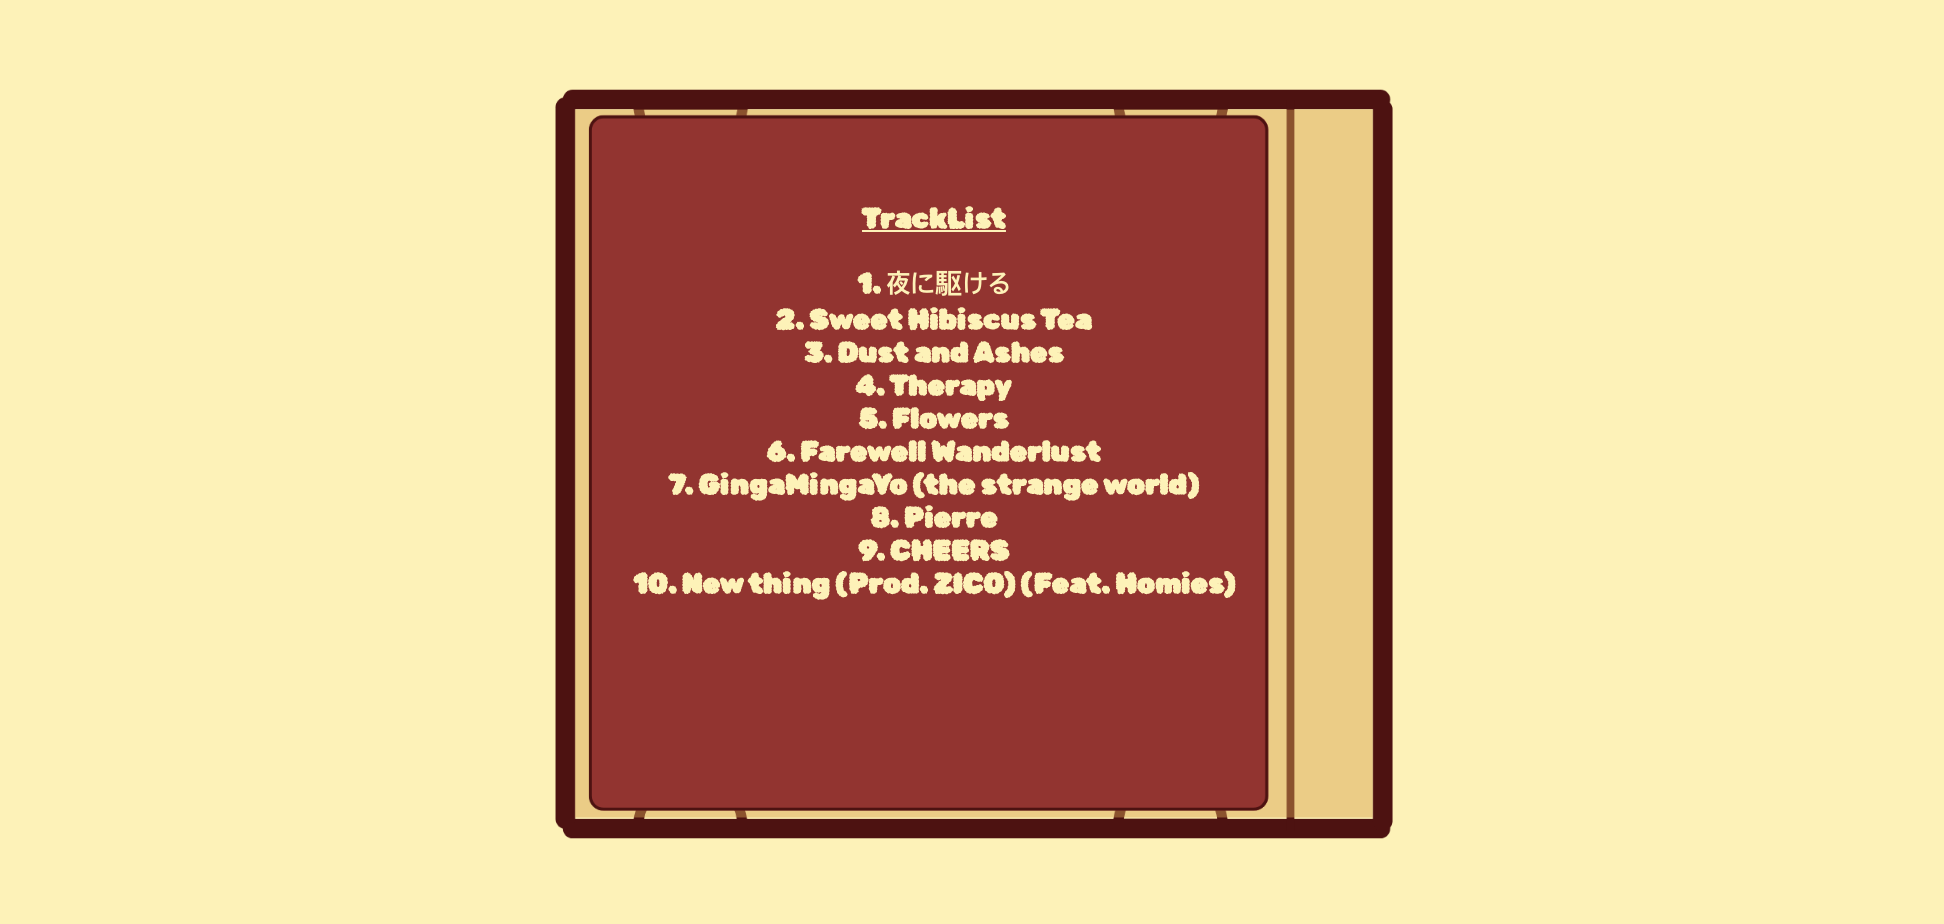 TrackList
1. 夜に駆ける
2. Sweet Hibiscus Tea
3. Dust and Ashes
4. Therapy
5. Flowers
6. Farewell Wanderlust
7. GingaMingaYo (the strange world)
8. Pierre
9. CHEERS
10. New thing (Prod. ZICO) (Feat. Homies)